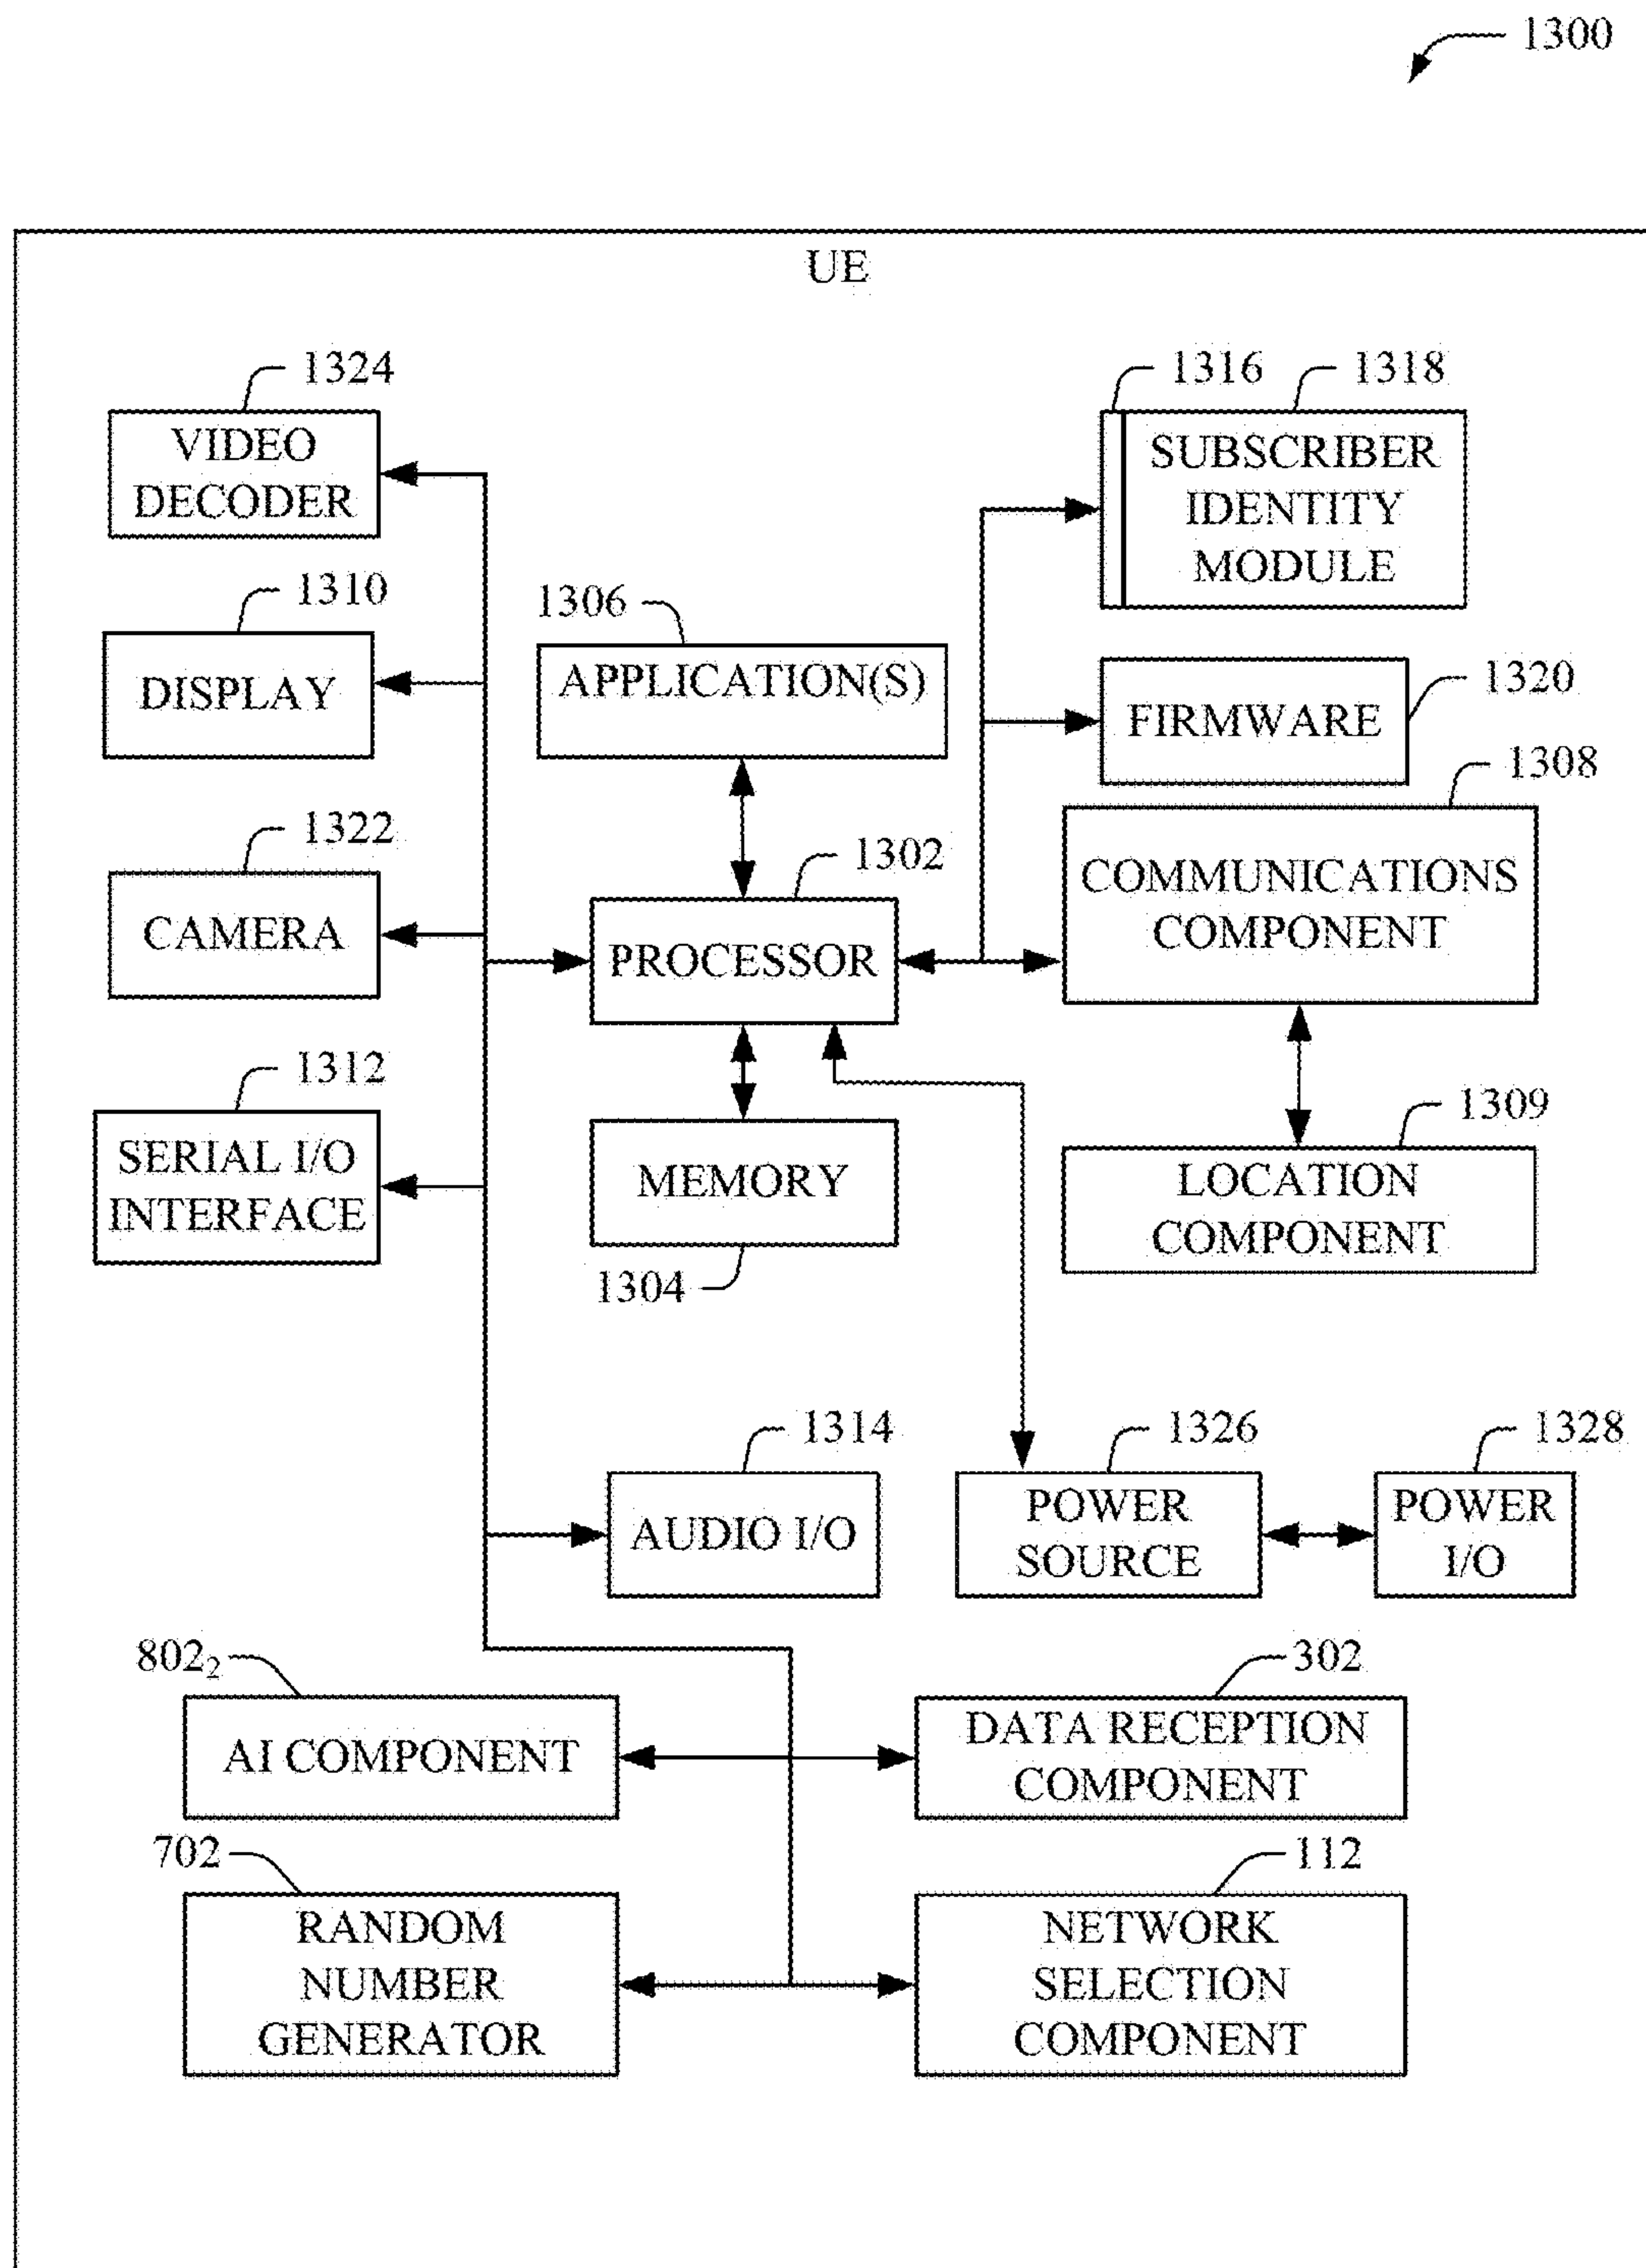 1300
UE
1324
VIDEO
DECODER
1316
1318
SUBSCRIBER
IDENTITY
MODULE
1310
DISPLAY
1306
APPLICATION(S)
1320
FIRMWARE
1308
COMMUNICATIONS
COMPONENT
1322
CAMERA
1302
PROCESSOR
1312
SERIAL I/O
INTERFACE
MEMORY
1304
1309
LOCATION
COMPONENT
1314
AUDIO I/O
1326
POWER
SOURCE
1328
POWER
I/O
802₂
AI COMPONENT
302
DATA RECEPTION
COMPONENT
702
RANDOM
NUMBER
GENERATOR
112
NETWORK
SELECTION
COMPONENT